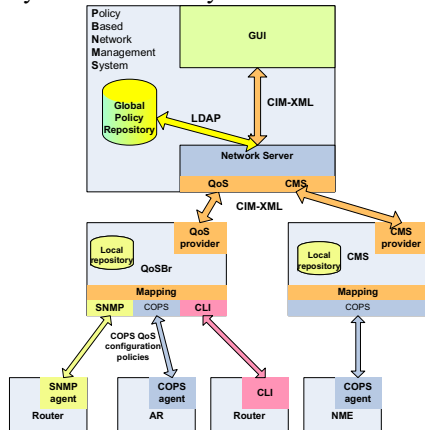 Policy
Based
Network
Management
System
GUI
CIM-XML
LDAP
Global
Policy
Repository
Network Server
QoS CMS
CIM-XML
QoS
provider
Local
repository
QoSBr
Mapping
SNMP COPS CLI
CMS
provider
Local
repository
CMS
Mapping
COPS
COPS QoS
configuration
policies
SNMP
agent
Router
COPS
agent
AR
CLI
Router
COPS
agent
NME